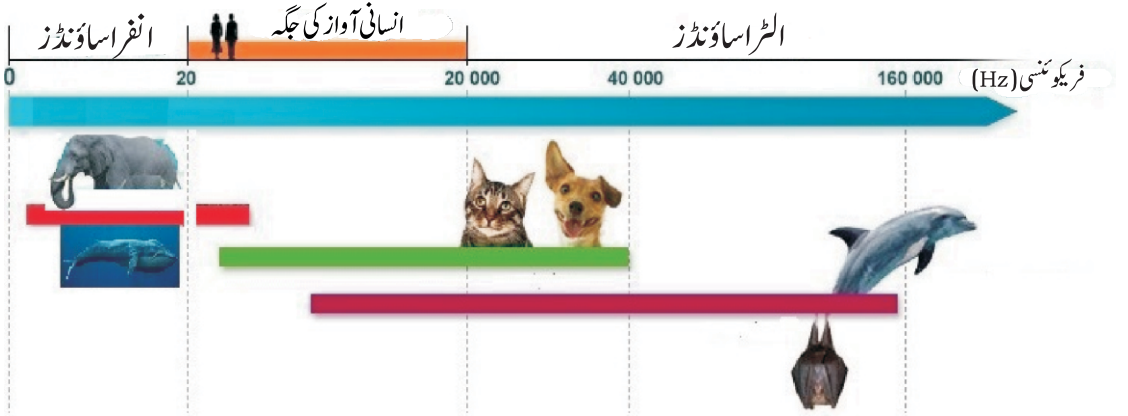 انفراساؤنڈز
انسانی آواز کی جگہ
الٹراساؤنڈز
0 20 20 000 40 000 160 000 فریکوئنسی (Hz)